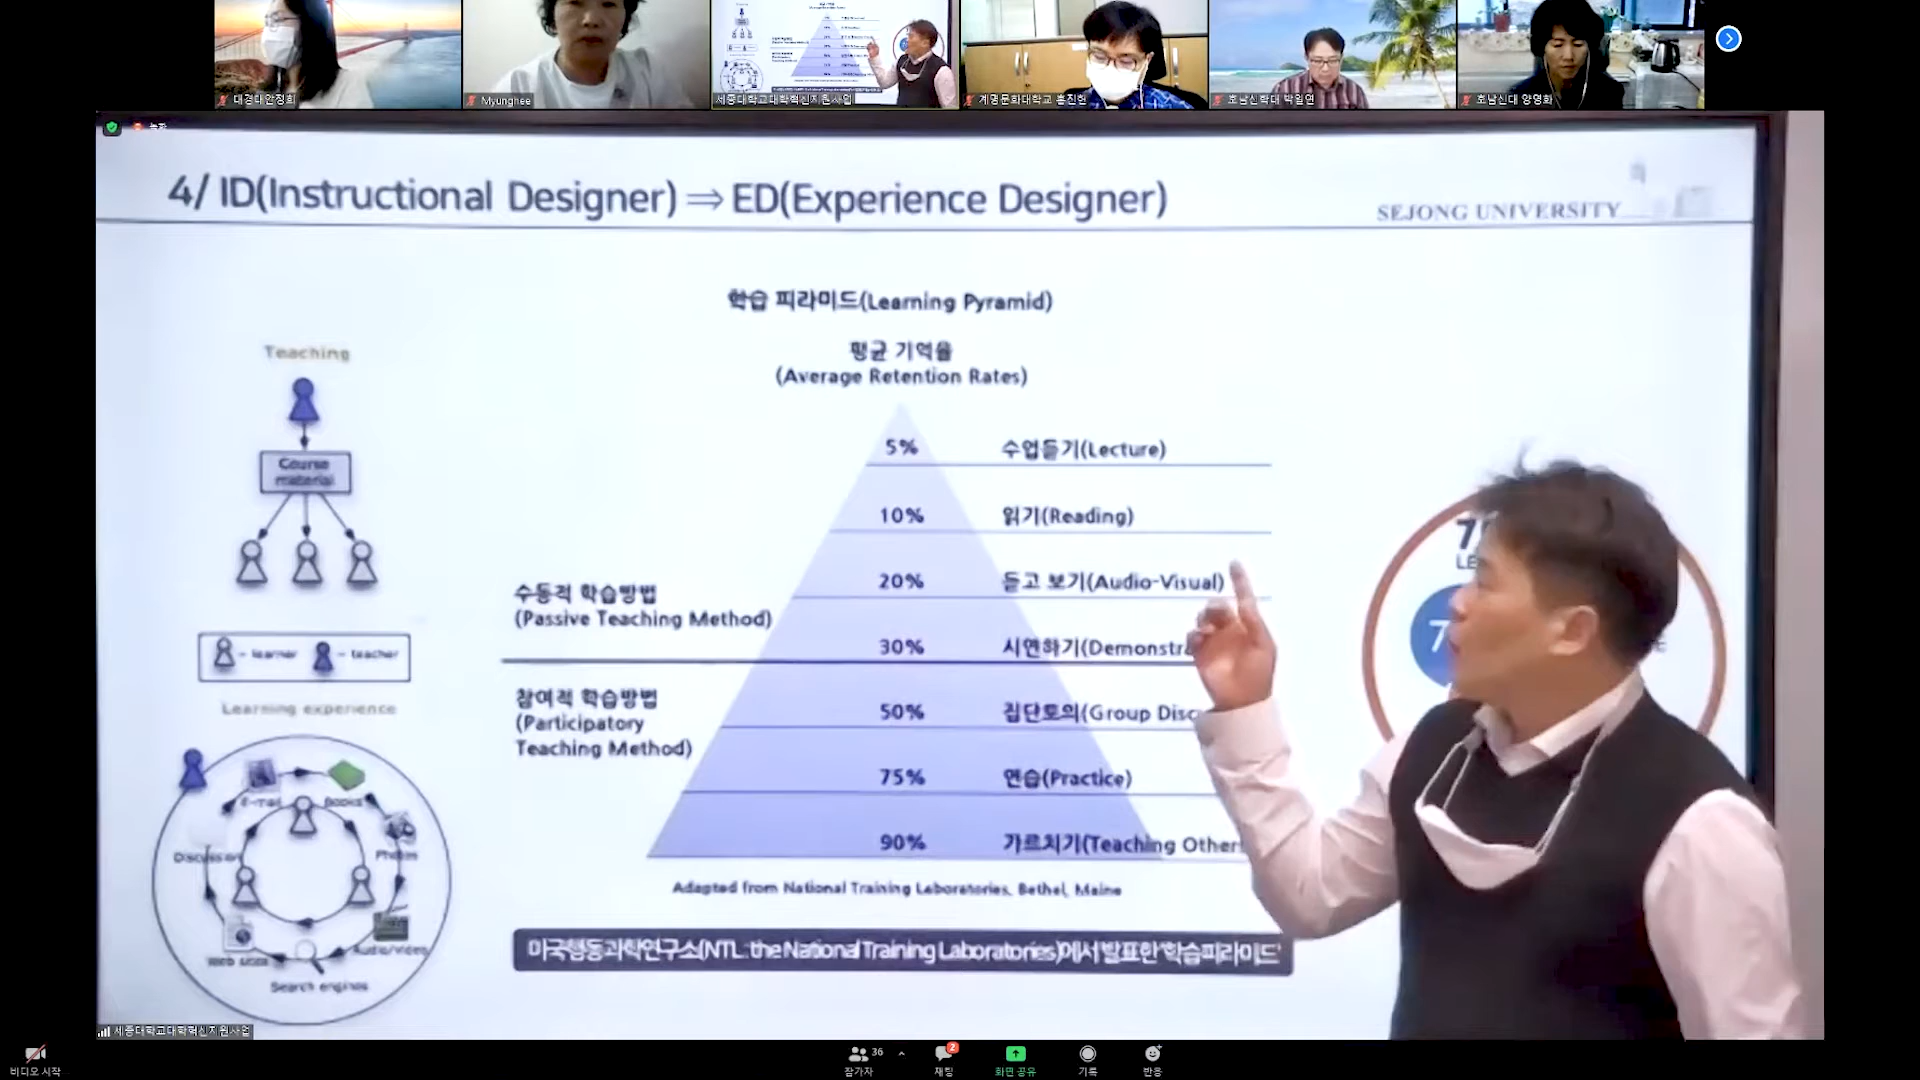 대경대안정희
Myunghee
세종대학교대학혁신지원사업
계명문화대학교 홍진헌
호남신학대 박일연
호남신대 양영화
녹화
4/ ID(Instructional Designer) ⇒ ED(Experience Designer)
SEJONG UNIVERSITY
학습 피라미드(Learning Pyramid)
평균 기억율
(Average Retention Rates)
Teaching
Course
material
- learner
- teacher
Learning experience
E-mail
Books
Discussion
Photos
Web
Audio/video
Search engines
수동적 학습방법
(Passive Teaching Method)
참여적 학습방법
(Participatory
Teaching Method)
5% 수업듣기(Lecture)
10% 읽기(Reading)
20% 듣고 보기(Audio-Visual)
30% 시연하기(Demonstra
50% 집단토의(Group Disc
75% 연습(Practice)
90% 가르치기(Teaching Other
Adapted from National Training Laboratories, Bethel, Maine
미국행동과학연구소(NTL: the National Training Laboratories)에서 발표한 '학습피라미드'
7
LE
7
세종대학교대학혁신지원사업
비디오 시작
36
참가자
2
채팅
화면 공유
기록
반응